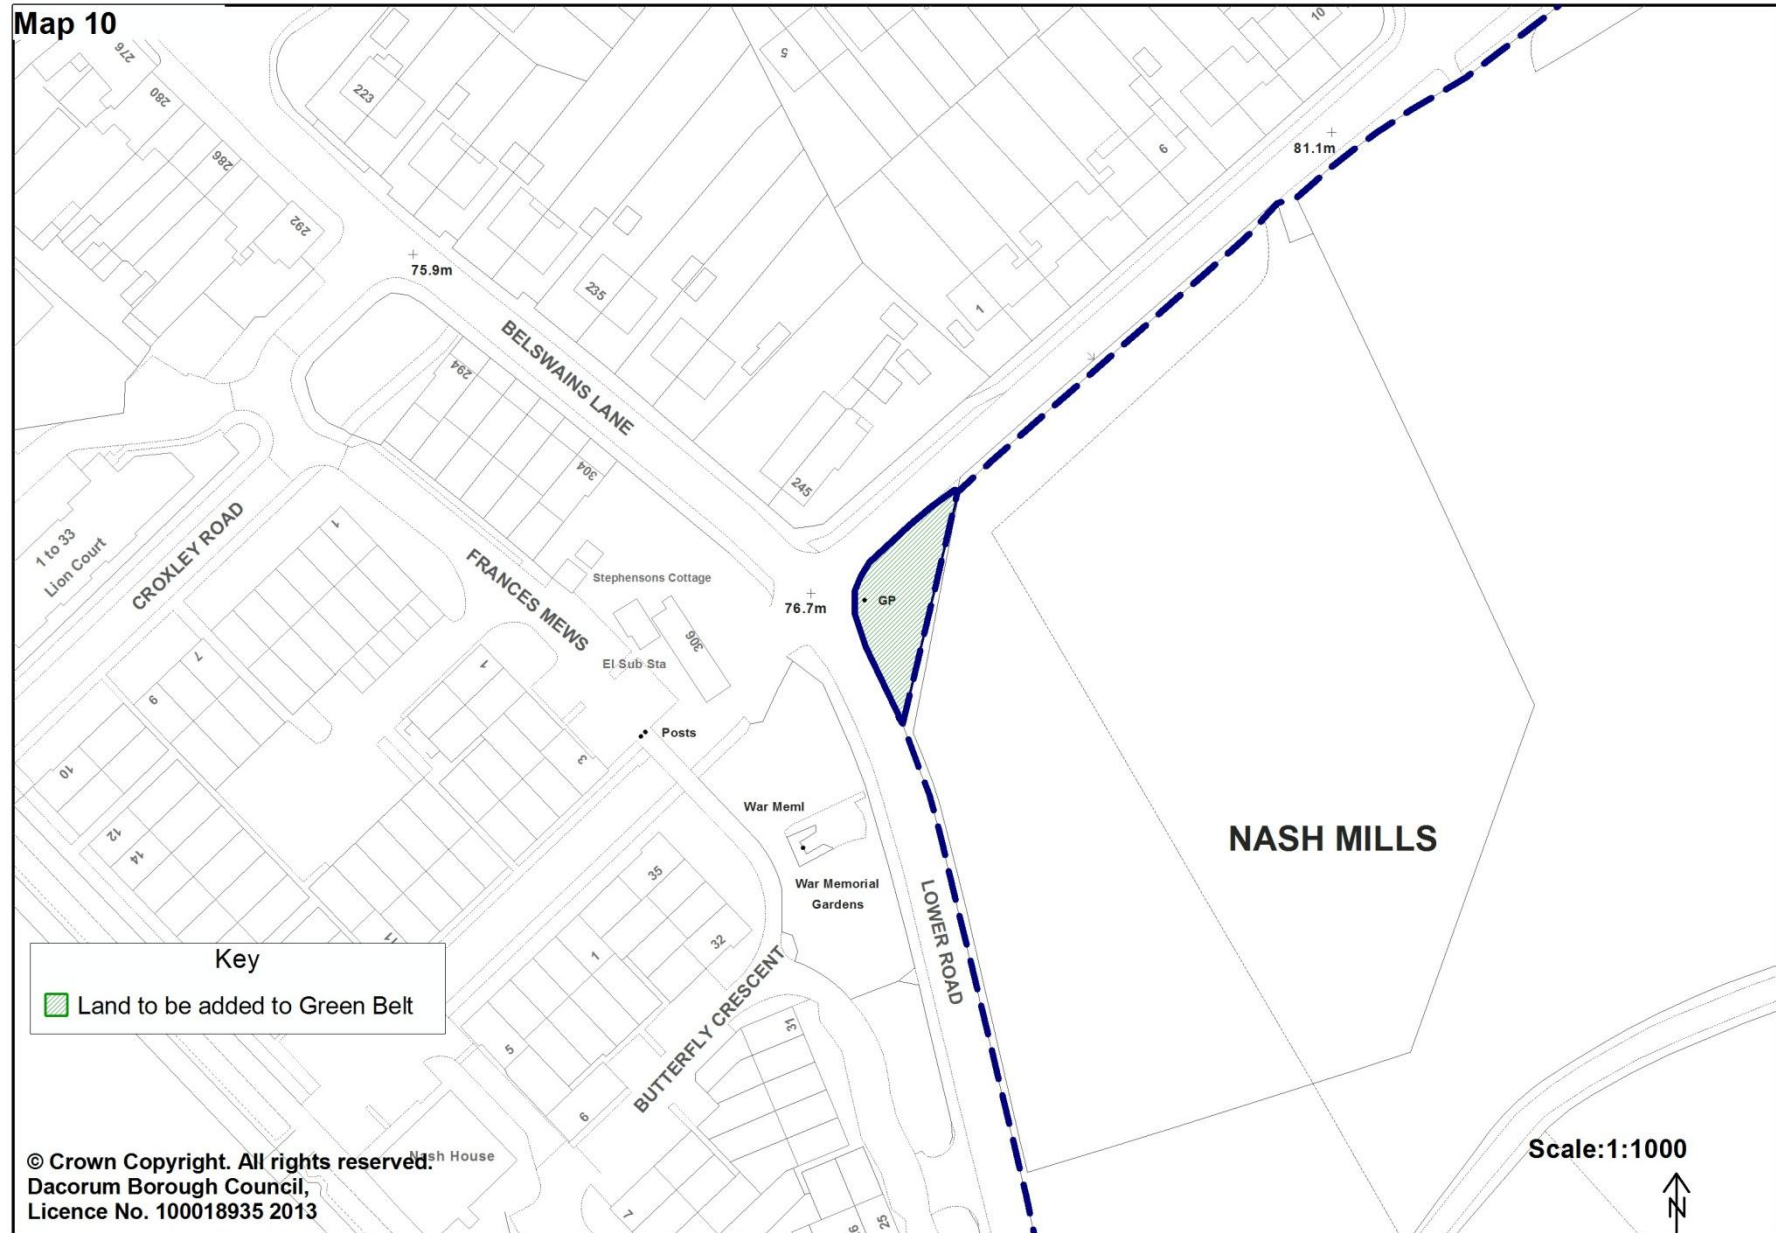 Map 10
276
280
286
292
223
5
10
6
81.1m
75.9m
235
1
BELSWAINS LANE
294
304
245
1 to 33
Lion Court
CROXLEY ROAD
1
FRANCES MEWS
Stephensons Cottage
76.7m
GP
306
El Sub Sta
7
9
1
Posts
3
10
12
14
11
War Meml
NASH MILLS
War Memorial
Gardens
LOWER ROAD
35
1
32
BUTTERFLY CRESCENT
31
5
6
Nash House
7
25
Key
Land to be added to Green Belt
© Crown Copyright. All rights reserved.
Dacorum Borough Council,
Licence No. 100018935 2013
Scale:1:1000
N